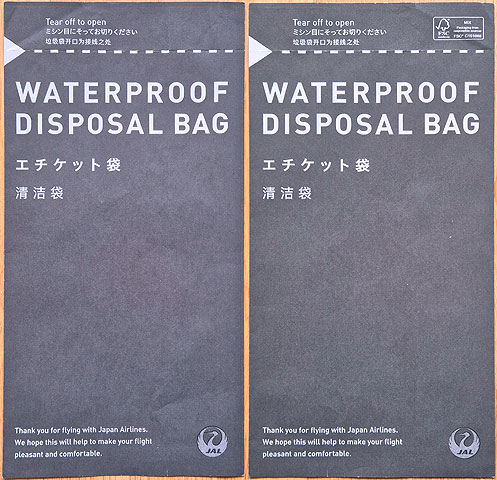 Tear off to open
ミシン目にそってお切りください
垃圾袋开口为接线之处
WATERPROOF
DISPOSAL BAG
エチケット袋
清洁袋
Thank you for flying with Japan Airlines.
We hope this will help to make your flight
pleasant and comfortable.
JAL
Tear off to open
ミシン目にそってお切りください
垃圾袋开口为接线之处
FSC
MIX
Packaging from
responsible sources
WATERPROOF
DISPOSAL BAG
エチケット袋
清洁袋
Thank you for flying with Japan Airlines.
We hope this will help to make your flight
pleasant and comfortable.
JAL